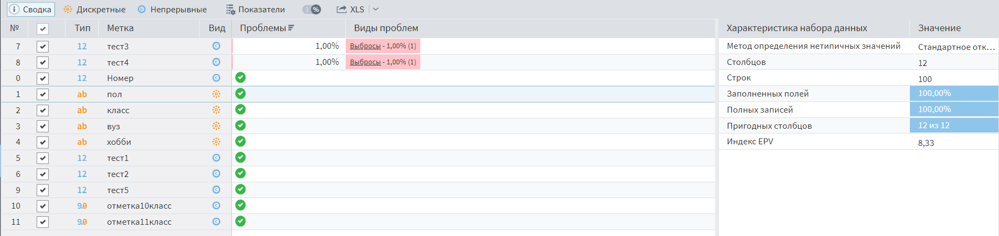 Сводка Дискретные Непрерывные Показатели 1 % XLS
№ Тип Метка Вид Проблемы Виды проблем Характеристика набора данных Значение
7 12 тест3 1,00% Выбросы - 1,00% (1) Метод определения нетипичных значений Стандартное отк...
8 12 тест4 1,00% Выбросы - 1,00% (1) Столбцов 12
0 12 Номер Строк 100
1 ab пол Заполненных полей 100,00%
2 ab класс Полных записей 100,00%
3 ab вуз Пригодных столбцов 12 из 12
4 ab хобби Индекс EPV 8,33
5 12 тест1
6 12 тест2
9 12 тест5
10 9.0 отметка10класс
11 9.0 отметка11класс